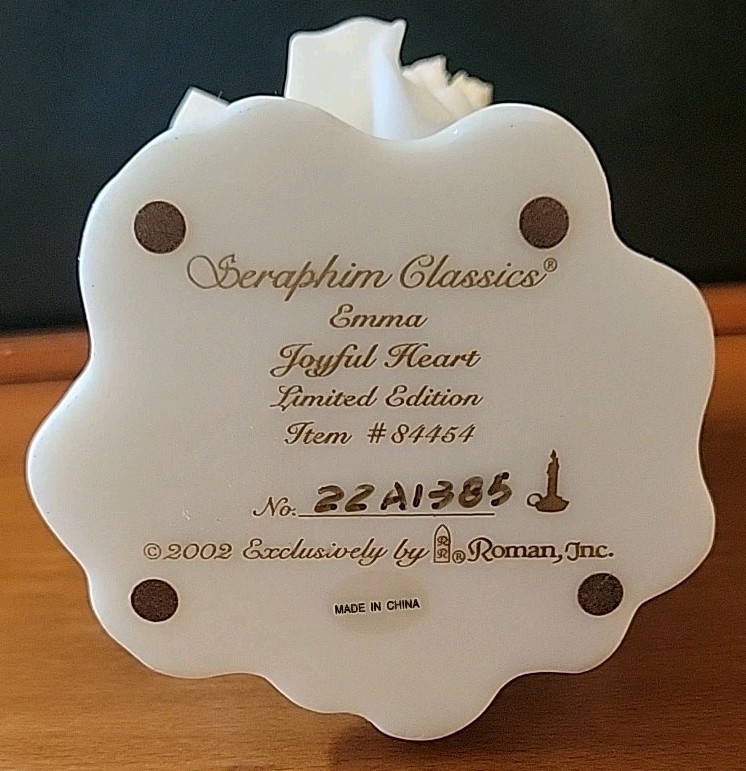 Seraphim Classics®
Emma
Joyful Heart
Limited Edition
Item #84454
No. 22A1385
©2002 Exclusively by RR® Roman, Inc.
MADE IN CHINA